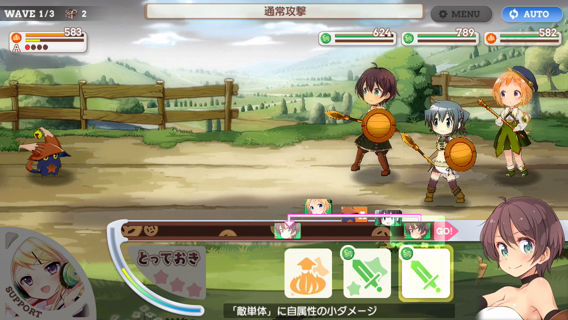 WAVE 1/3 2
通常攻撃
MENU
AUTO
583
A
624
789
582
GO!
とっておき
SUPPORT
「敵単体」に自属性の小ダメージ